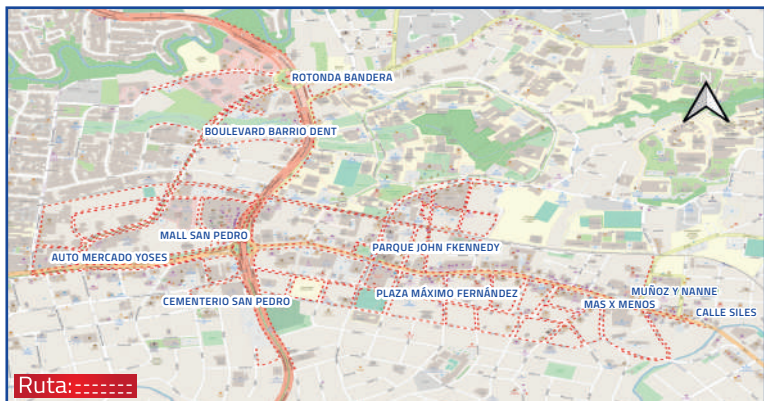 ROTONDA BANDERA
BOULEVARD BARRIO DENT
MALL SAN PEDRO
AUTO MERCADO YOSES
PARQUE JOHN FKENNEDY
CEMENTERIO SAN PEDRO
PLAZA MÁXIMO FERNÁNDEZ
MUÑOZ Y NANNE
MAS X MENOS
CALLE SILES
Ruta: